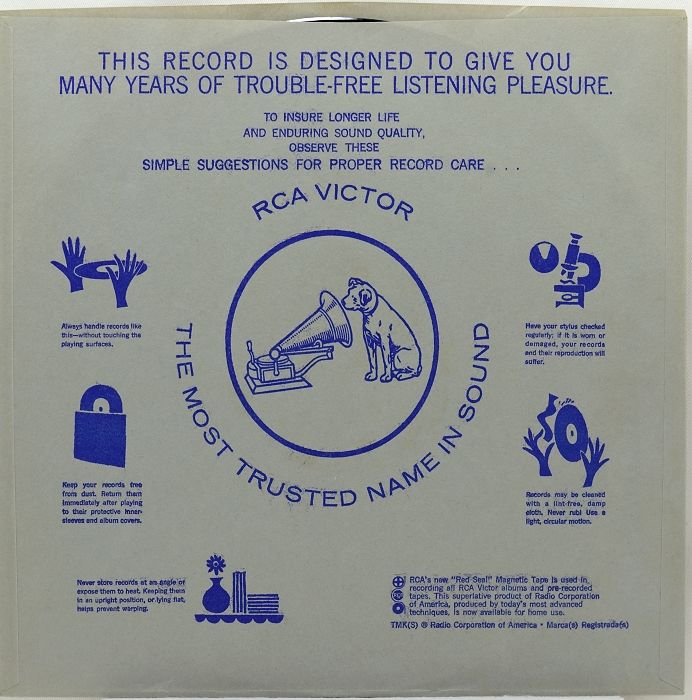 THIS RECORD IS DESIGNED TO GIVE YOU
MANY YEARS OF TROUBLE-FREE LISTENING PLEASURE.
TO INSURE LONGER LIFE
AND ENDURING SOUND QUALITY,
OBSERVE THESE
SIMPLE SUGGESTIONS FOR PROPER RECORD CARE . . .
RCA VICTOR
THE MOST TRUSTED NAME IN SOUND
Always handle records like
this—without touching the
playing surfaces.
Have your stylus checked
regularly; if it is worn or
damaged, your records
and their reproduction will
suffer.
Keep your records free
from dust. Return them
immediately after playing
to their protective inner-
sleeves and album covers.
Records may be cleaned
with a lint-free, damp
cloth. Never rub! Use a
light, circular motion.
Never store records at an angle or
expose them to heat. Keeping them
in an upright position, or lying flat,
helps prevent warping.
RCA's new "Red Seal" Magnetic Tape is used in
recording all RCA Victor albums and pre-recorded
tapes. This superlative product of Radio Corporation
of America, produced by today's most advanced
techniques, is now available for home use.
TMK(S) ® Radio Corporation of America • Marca(s) Registrada(s)